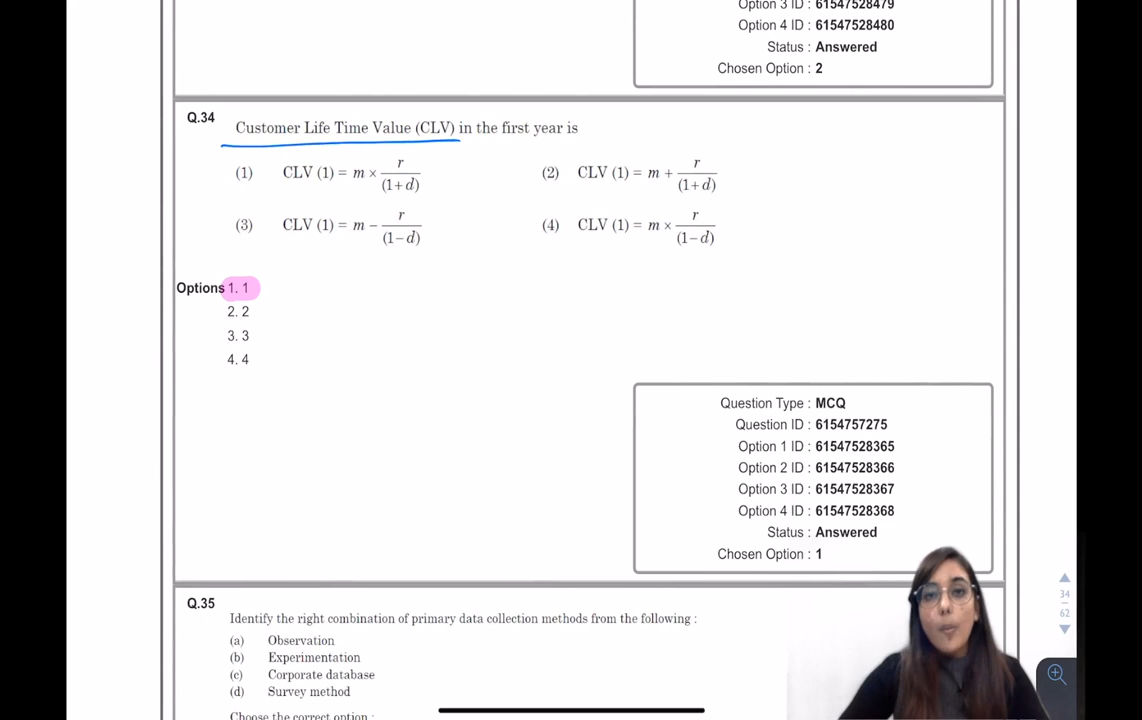 Option 3 ID : 61547528479
Option 4 ID : 61547528480
Status : Answered
Chosen Option : 2
Q.34
Customer Life Time Value (CLV) in the first year is
(1) CLV (1) = m × r/(1+d) (2) CLV (1) = m + r/(1+d)
(3) CLV (1) = m − r/(1−d) (4) CLV (1) = m × r/(1−d)
Options 1. 1
2. 2
3. 3
4. 4
Question Type : MCQ
Question ID : 6154757275
Option 1 ID : 61547528365
Option 2 ID : 61547528366
Option 3 ID : 61547528367
Option 4 ID : 61547528368
Status : Answered
Chosen Option : 1
Q.35
Identify the right combination of primary data collection methods from the following :
(a) Observation
(b) Experimentation
(c) Corporate database
(d) Survey method
Choose the correct option :
34
62